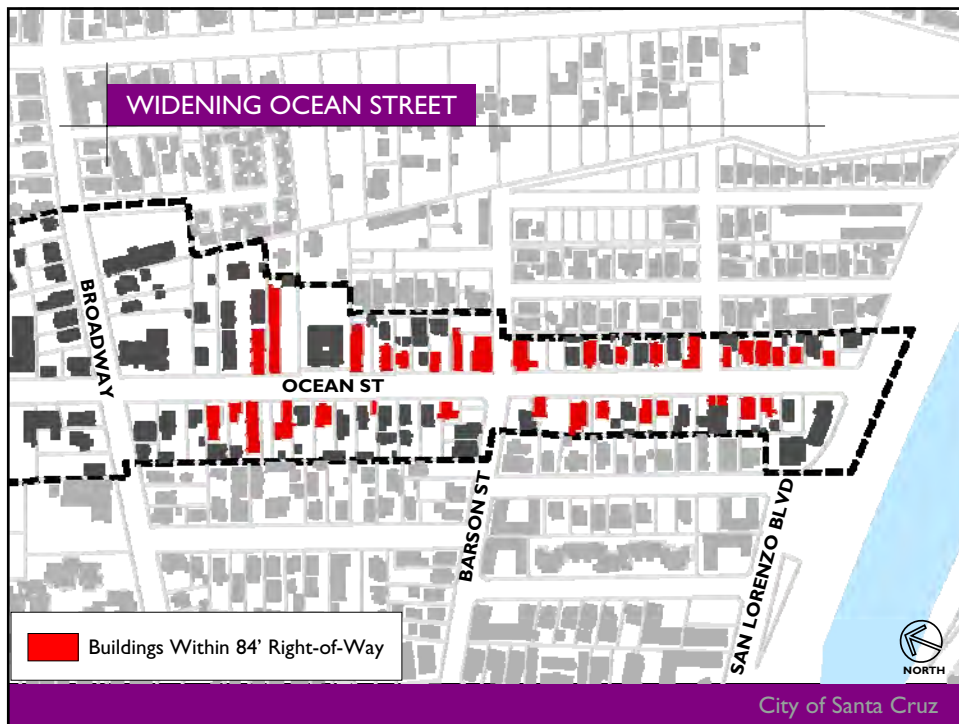 WIDENING OCEAN STREET
BROADWAY
OCEAN ST
BARSON ST
SAN LORENZO BLVD
Buildings Within 84' Right-of-Way
NORTH
City of Santa Cruz